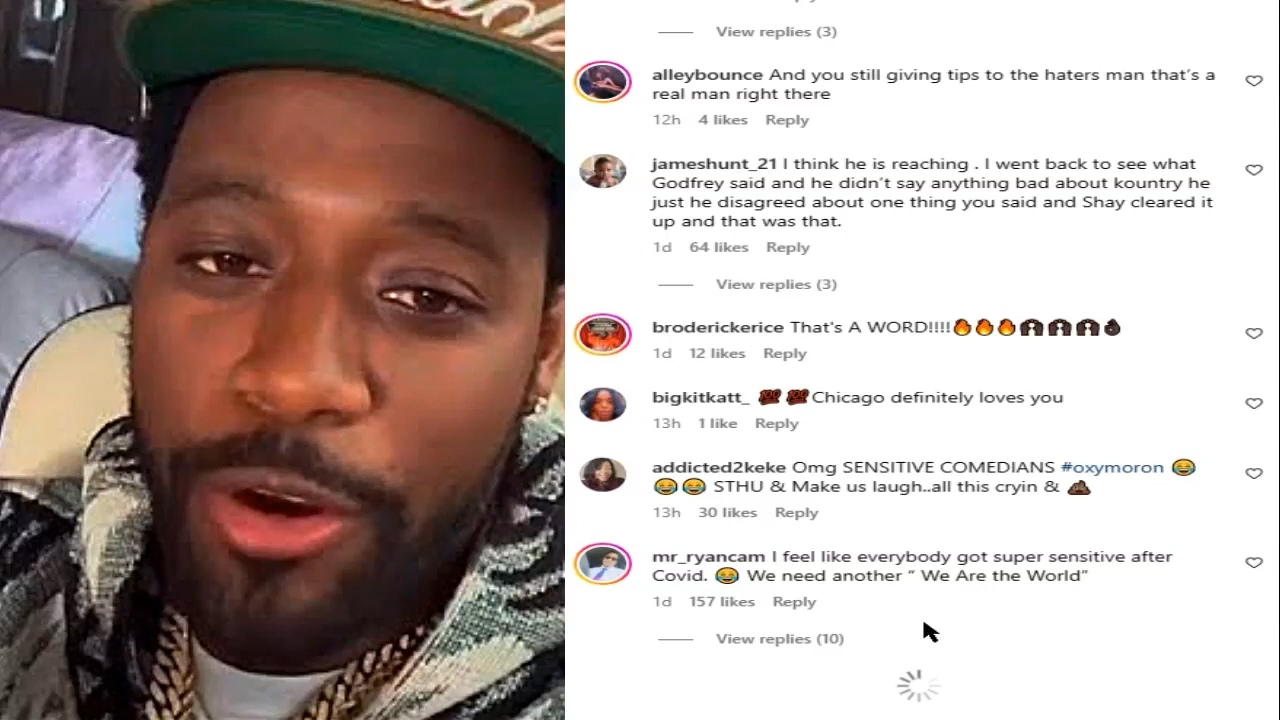 View replies (3)
alleybounce And you still giving tips to the haters man that's a
real man right there
12h 4 likes Reply
jameshunt_21 I think he is reaching . I went back to see what
Godfrey said and he didn't say anything bad about kountry he
just he disagreed about one thing you said and Shay cleared it
up and that was that.
1d 64 likes Reply
View replies (3)
broderickerice That's A WORD!!!!🔥🔥🔥
1d 12 likes Reply
bigkitkatt_ 💯 💯Chicago definitely loves you
13h 1 like Reply
addicted2keke Omg SENSITIVE COMEDIANS #oxymoron 😂
😂😂 STHU & Make us laugh..all this cryin & 💩
13h 30 likes Reply
mr_ryancam I feel like everybody got super sensitive after
Covid. 😂 We need another “ We Are the World”
1d 157 likes Reply
View replies (10)